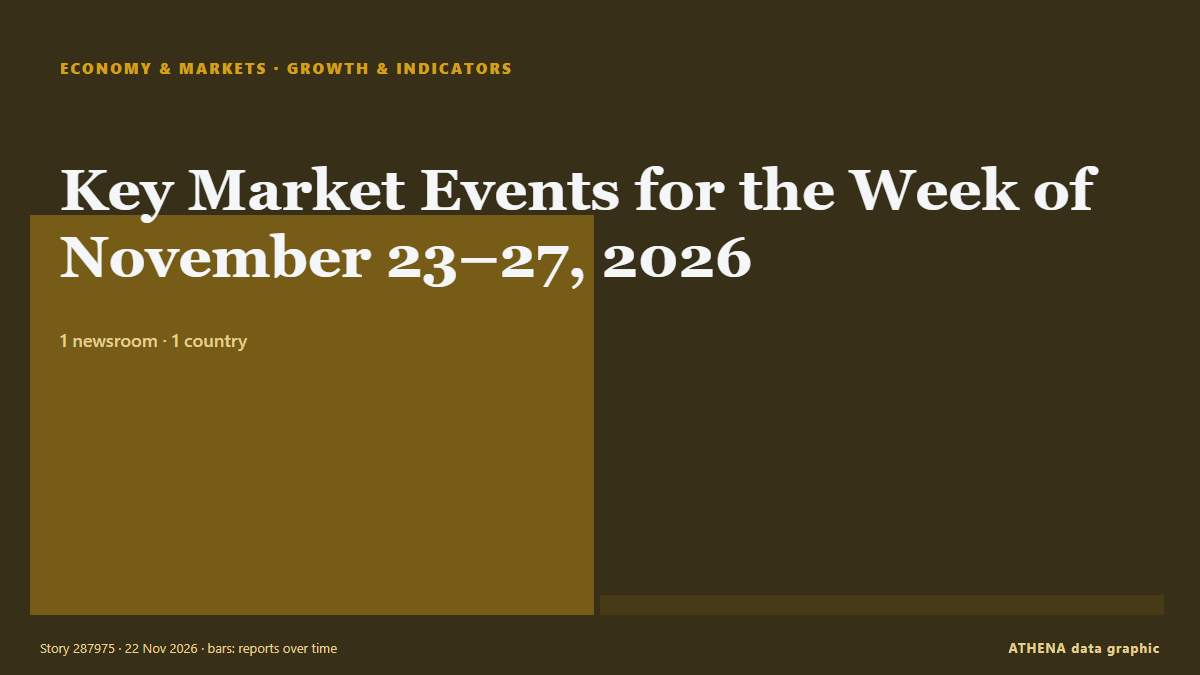 ECONOMY & MARKETS · GROWTH & INDICATORS
Key Market Events for the Week of
November 23–27, 2026
1 newsroom · 1 country
Story 287975 · 22 Nov 2026 · bars: reports over time
ATHENA data graphic